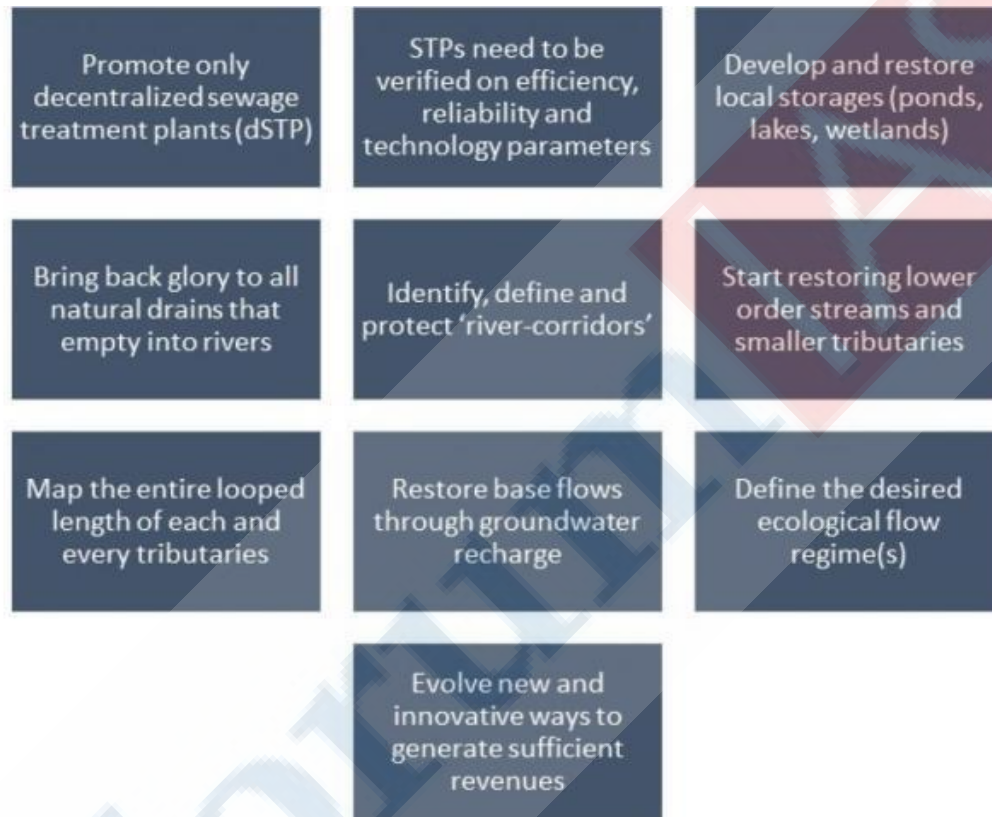 Promote only
decentralized sewage
treatment plants (dSTP)
STPs need to be
verified on efficiency,
reliability and
technology parameters
Develop and restore
local storages (ponds,
lakes, wetlands)
Bring back glory to all
natural drains that
empty into rivers
Identify, define and
protect ‘river-corridors’
Start restoring lower
order streams and
smaller tributaries
Map the entire looped
length of each and
every tributaries
Restore base flows
through groundwater
recharge
Define the desired
ecological flow
regime(s)
Evolve new and
innovative ways to
generate sufficient
revenues